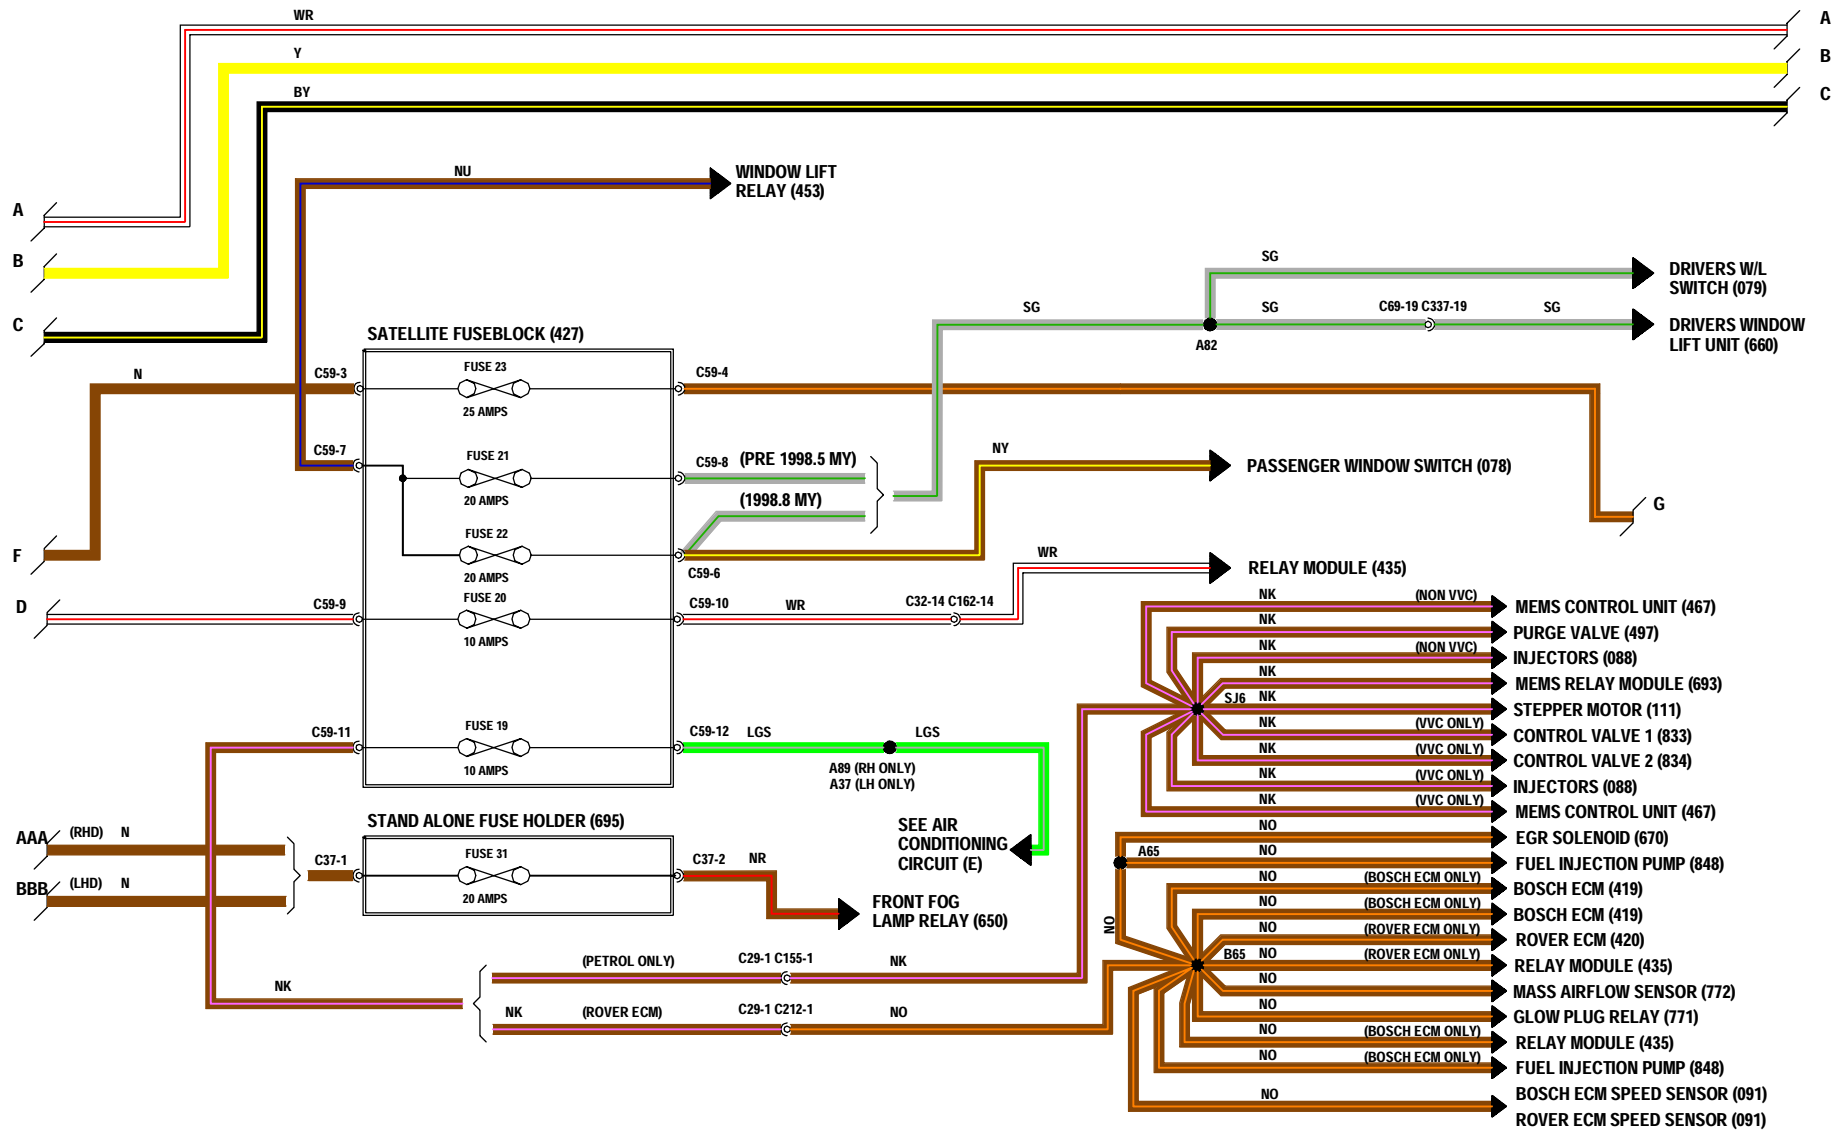 WR
A
Y
B
BY
C
NU
WINDOW LIFT
RELAY (453)
A
B
C
SG
DRIVERS W/L
SWITCH (079)
SG
SG
C69-19 C337-19
SG
DRIVERS WINDOW
LIFT UNIT (660)
A82
SATELLITE FUSEBLOCK (427)
N
C59-3
FUSE 23
25 AMPS
C59-4
C59-7
FUSE 21
20 AMPS
C59-8
(PRE 1998.5 MY)
(1998.8 MY)
NY
PASSENGER WINDOW SWITCH (078)
G
F
FUSE 22
20 AMPS
C59-6
WR
RELAY MODULE (435)
D
C59-9
FUSE 20
10 AMPS
C59-10
WR
C32-14 C162-14
NK
(NON VVC)
MEMS CONTROL UNIT (467)
NK
PURGE VALVE (497)
NK
(NON VVC)
INJECTORS (088)
NK
MEMS RELAY MODULE (693)
SJ6
NK
STEPPER MOTOR (111)
NK
(VVC ONLY)
CONTROL VALVE 1 (833)
NK
(VVC ONLY)
CONTROL VALVE 2 (834)
NK
(VVC ONLY)
INJECTORS (088)
NK
(VVC ONLY)
MEMS CONTROL UNIT (467)
C59-11
FUSE 19
10 AMPS
C59-12
LGS
LGS
A89 (RH ONLY)
A37 (LH ONLY)
SEE AIR
CONDITIONING
CIRCUIT (E)
STAND ALONE FUSE HOLDER (695)
AAA
(RHD)
N
BBB
(LHD)
N
C37-1
FUSE 31
20 AMPS
C37-2
NR
FRONT FOG
LAMP RELAY (650)
NO
EGR SOLENOID (670)
A65
NO
FUEL INJECTION PUMP (848)
NO
(BOSCH ECM ONLY)
BOSCH ECM (419)
NO
(BOSCH ECM ONLY)
BOSCH ECM (419)
NO
NO
(ROVER ECM ONLY)
ROVER ECM (420)
B65
NO
(ROVER ECM ONLY)
RELAY MODULE (435)
NO
MASS AIRFLOW SENSOR (772)
NO
GLOW PLUG RELAY (771)
NO
(BOSCH ECM ONLY)
RELAY MODULE (435)
NO
(BOSCH ECM ONLY)
FUEL INJECTION PUMP (848)
NO
BOSCH ECM SPEED SENSOR (091)
ROVER ECM SPEED SENSOR (091)
NK
(PETROL ONLY)
C29-1 C155-1
NK
NK
(ROVER ECM)
C29-1 C212-1
NO